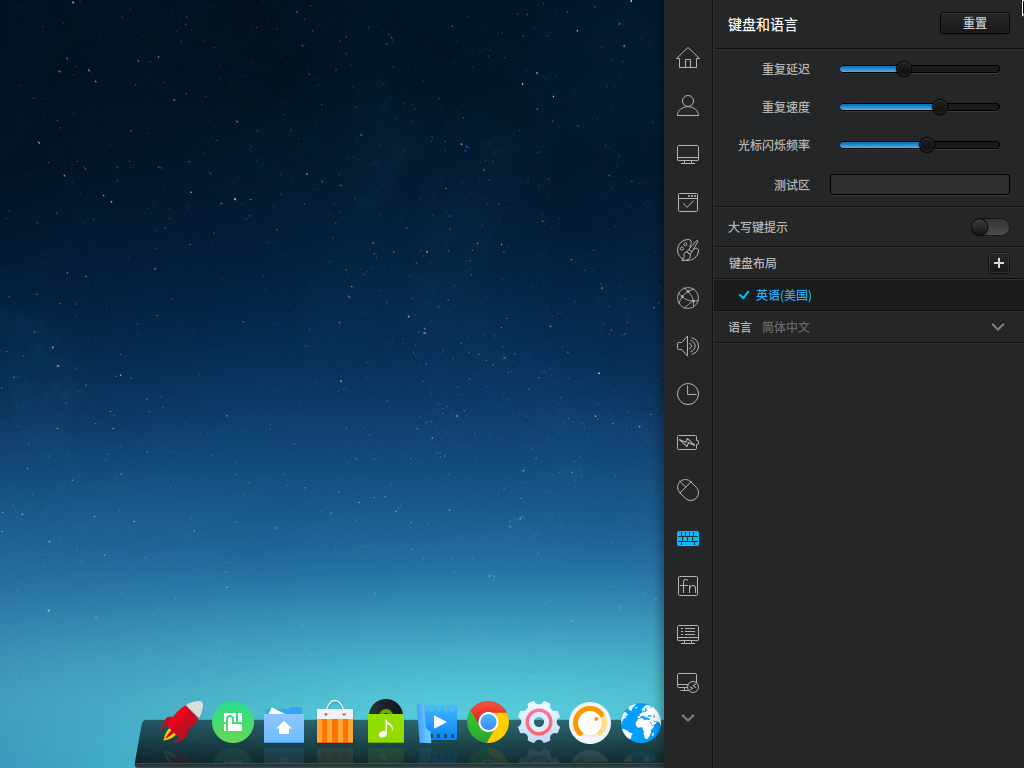 键盘和语言
重置
重复延迟
重复速度
光标闪烁频率
测试区
大写键提示
键盘布局
英语(美国)
语言 简体中文
fn